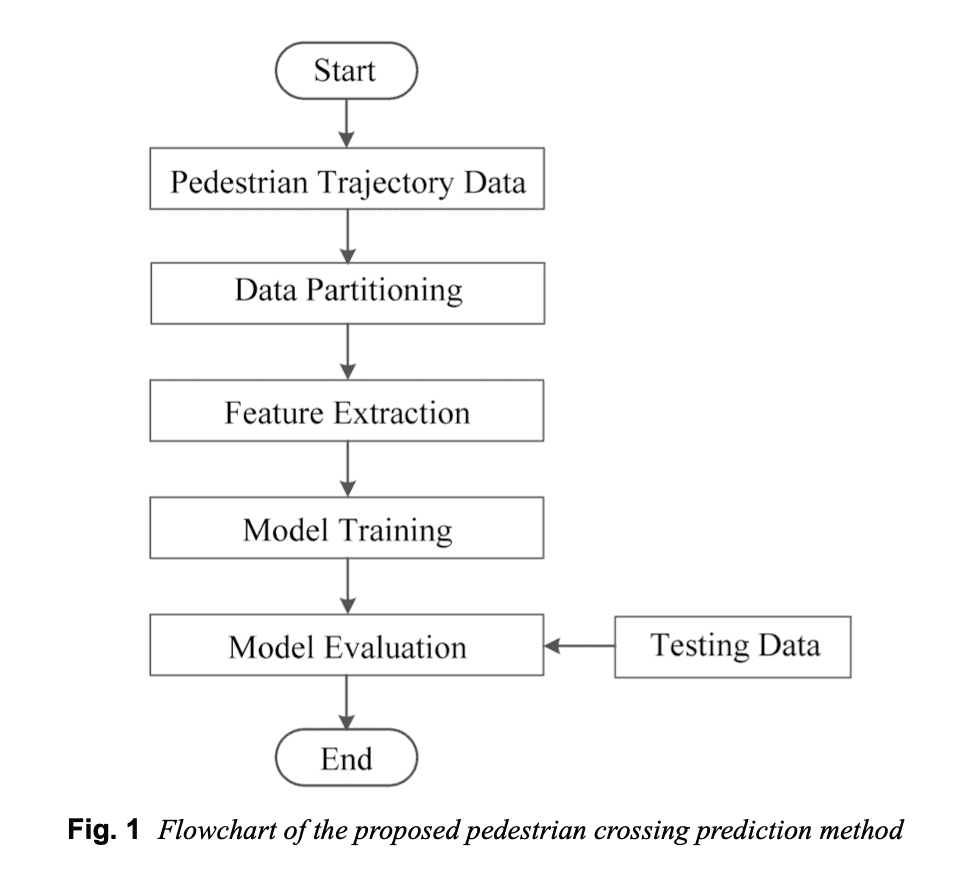 Start
Pedestrian Trajectory Data
Data Partitioning
Feature Extraction
Model Training
Model Evaluation
Testing Data
End
Fig. 1 Flowchart of the proposed pedestrian crossing prediction method